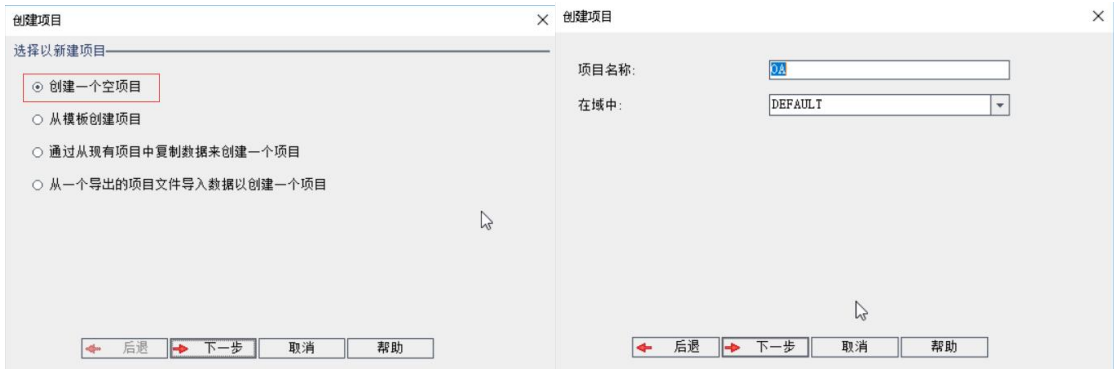 创建项目
选择以新建项目
创建一个空项目
从模板创建项目
通过从现有项目中复制数据来创建一个项目
从一个导出的项目文件导入数据以创建一个项目
后退 下一步 取消 帮助
创建项目
项目名称: OA
在域中: DEFAULT
后退 下一步 取消 帮助